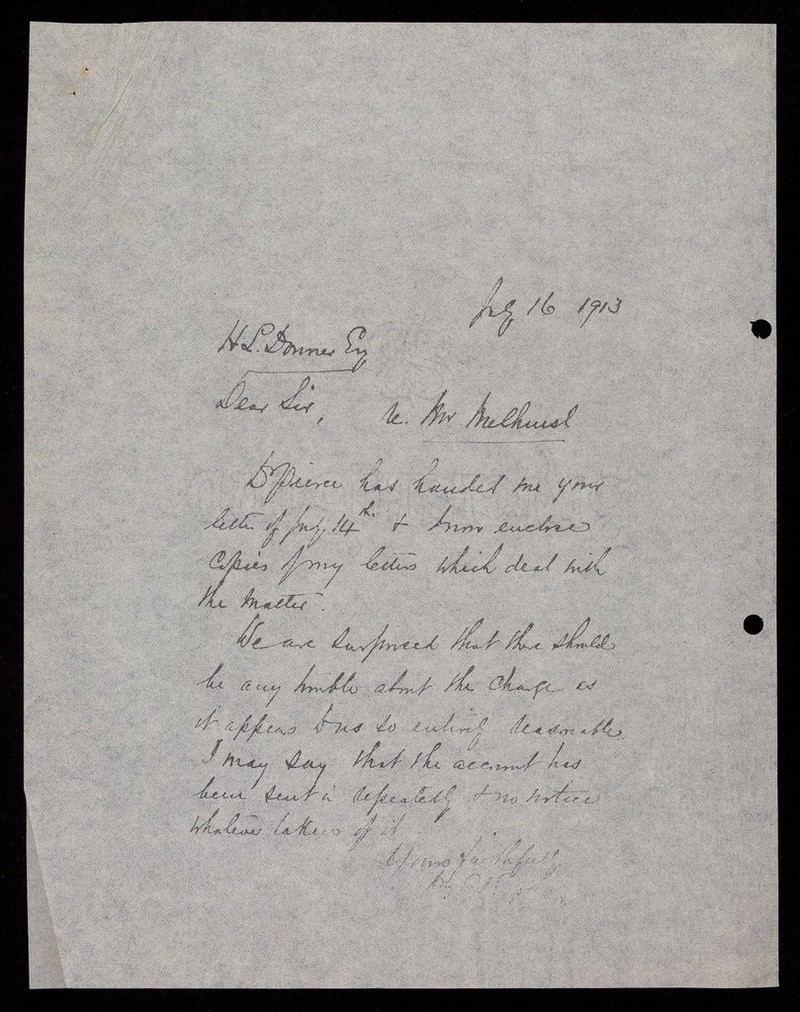 July 16 1913
H.L. Donner Esq
Dear Sir,
re. Mr Melhuish
Dr Pierce has handed me your
letter of July 14th. & I now enclose
copies of my letters which deal with
the matter.
We are surprised that there should
be any trouble about the charge as
it appears to us so entirely reasonable.
I may say that the account has
been sent in repeatedly & no notice
whatever taken of it
Yours faithfully